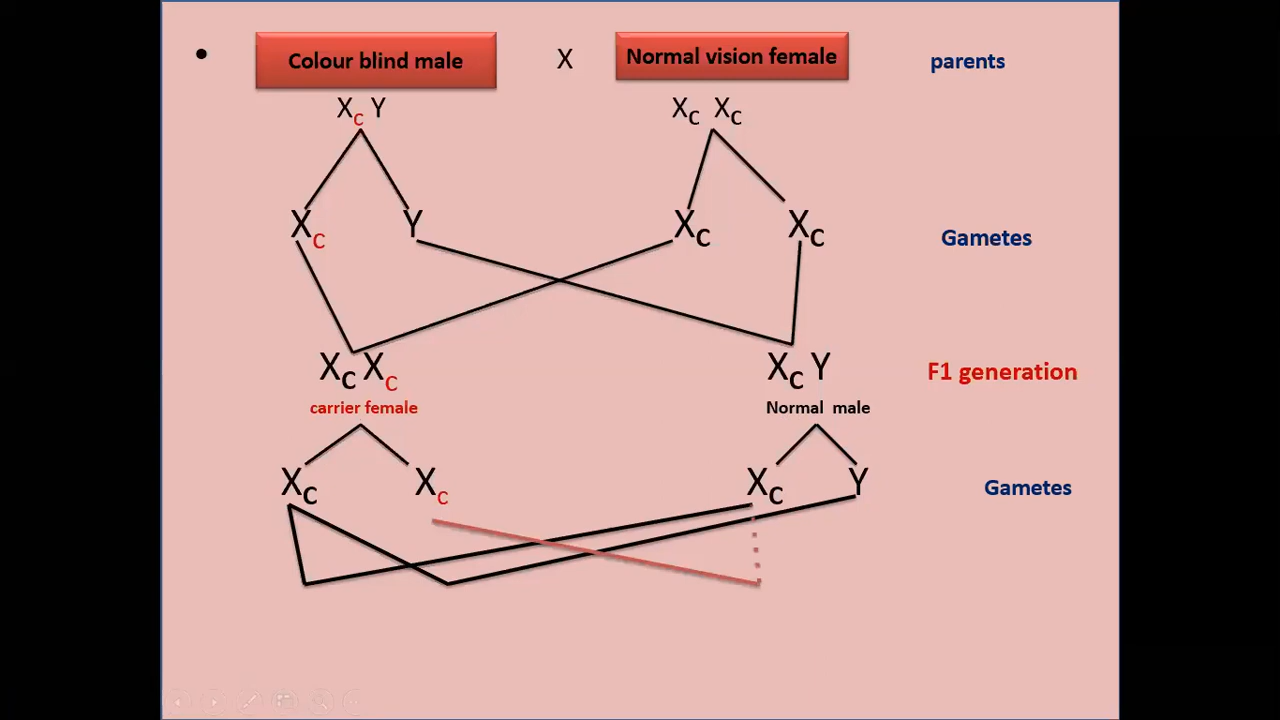 • Colour blind male X Normal vision female parents
Xc Y XC XC
Xc Y XC XC Gametes
XC Xc XC Y F1 generation
carrier female Normal male
XC Xc XC Y Gametes